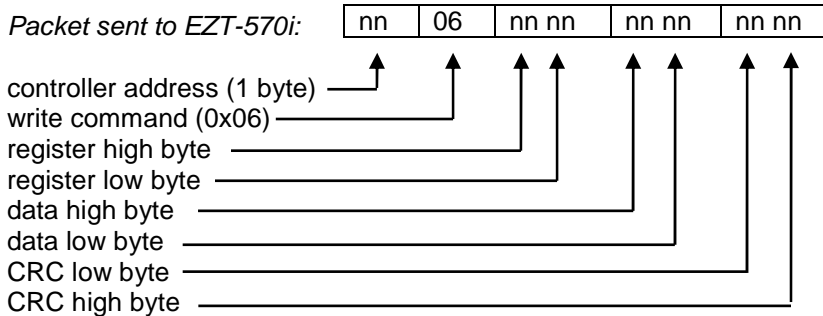 Packet sent to EZT-570i: nn 06 nn nn nn nn nn nn
controller address (1 byte)
write command (0x06)
register high byte
register low byte
data high byte
data low byte
CRC low byte
CRC high byte